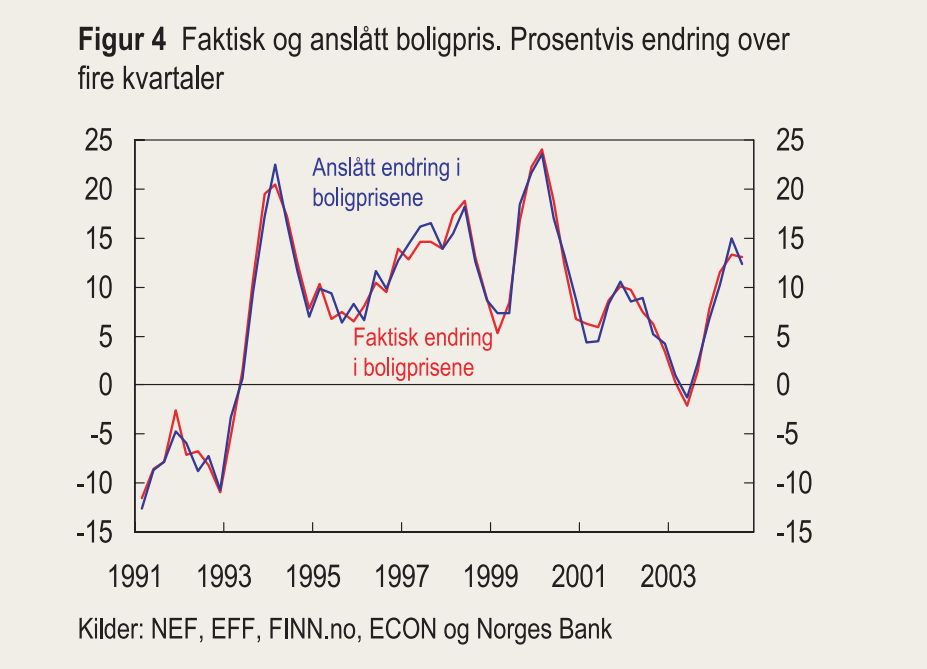 Figur 4 Faktisk og anslått boligpris. Prosentvis endring over
fire kvartaler
25 25
Anslått endring i
boligprisene
20 20
15 15
10 10
5 5
Faktisk endring
i boligprisene
0 0
-5 -5
-10 -10
-15 -15
1991 1993 1995 1997 1999 2001 2003
Kilder: NEF, EFF, FINN.no, ECON og Norges Bank